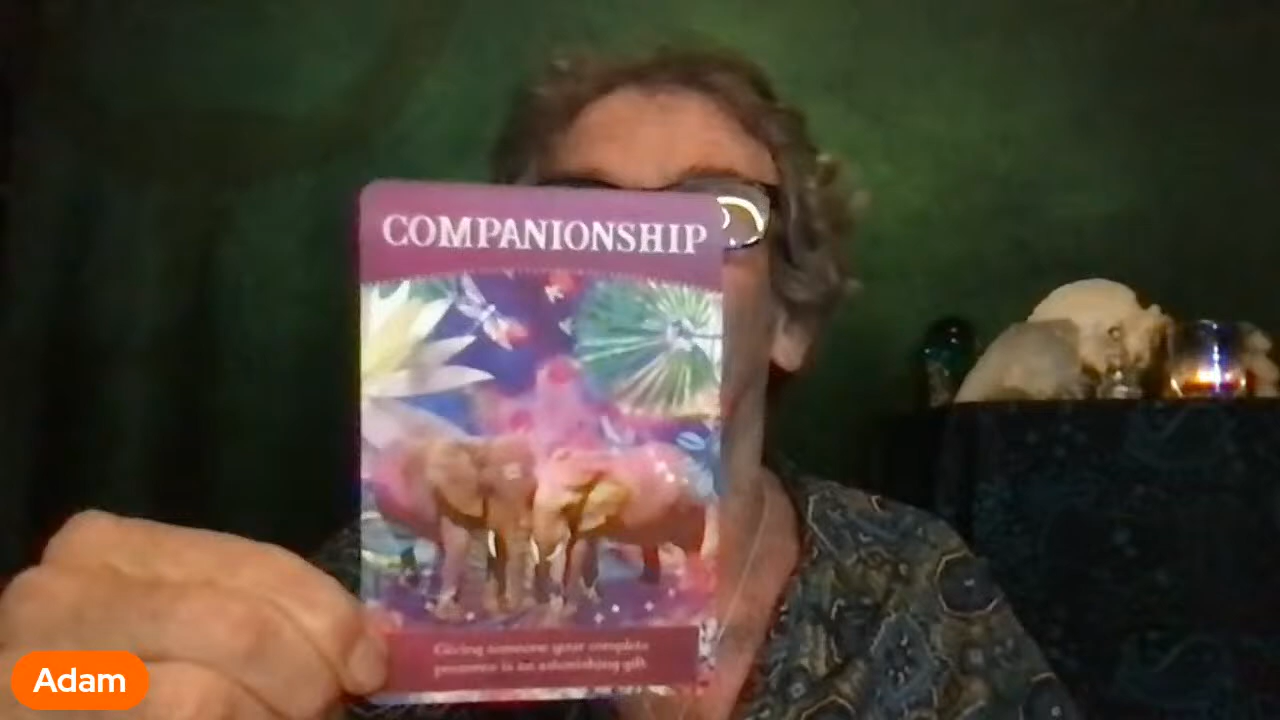 COMPANIONSHIP
Giving someone your complete
presence is an astonishing gift
Adam